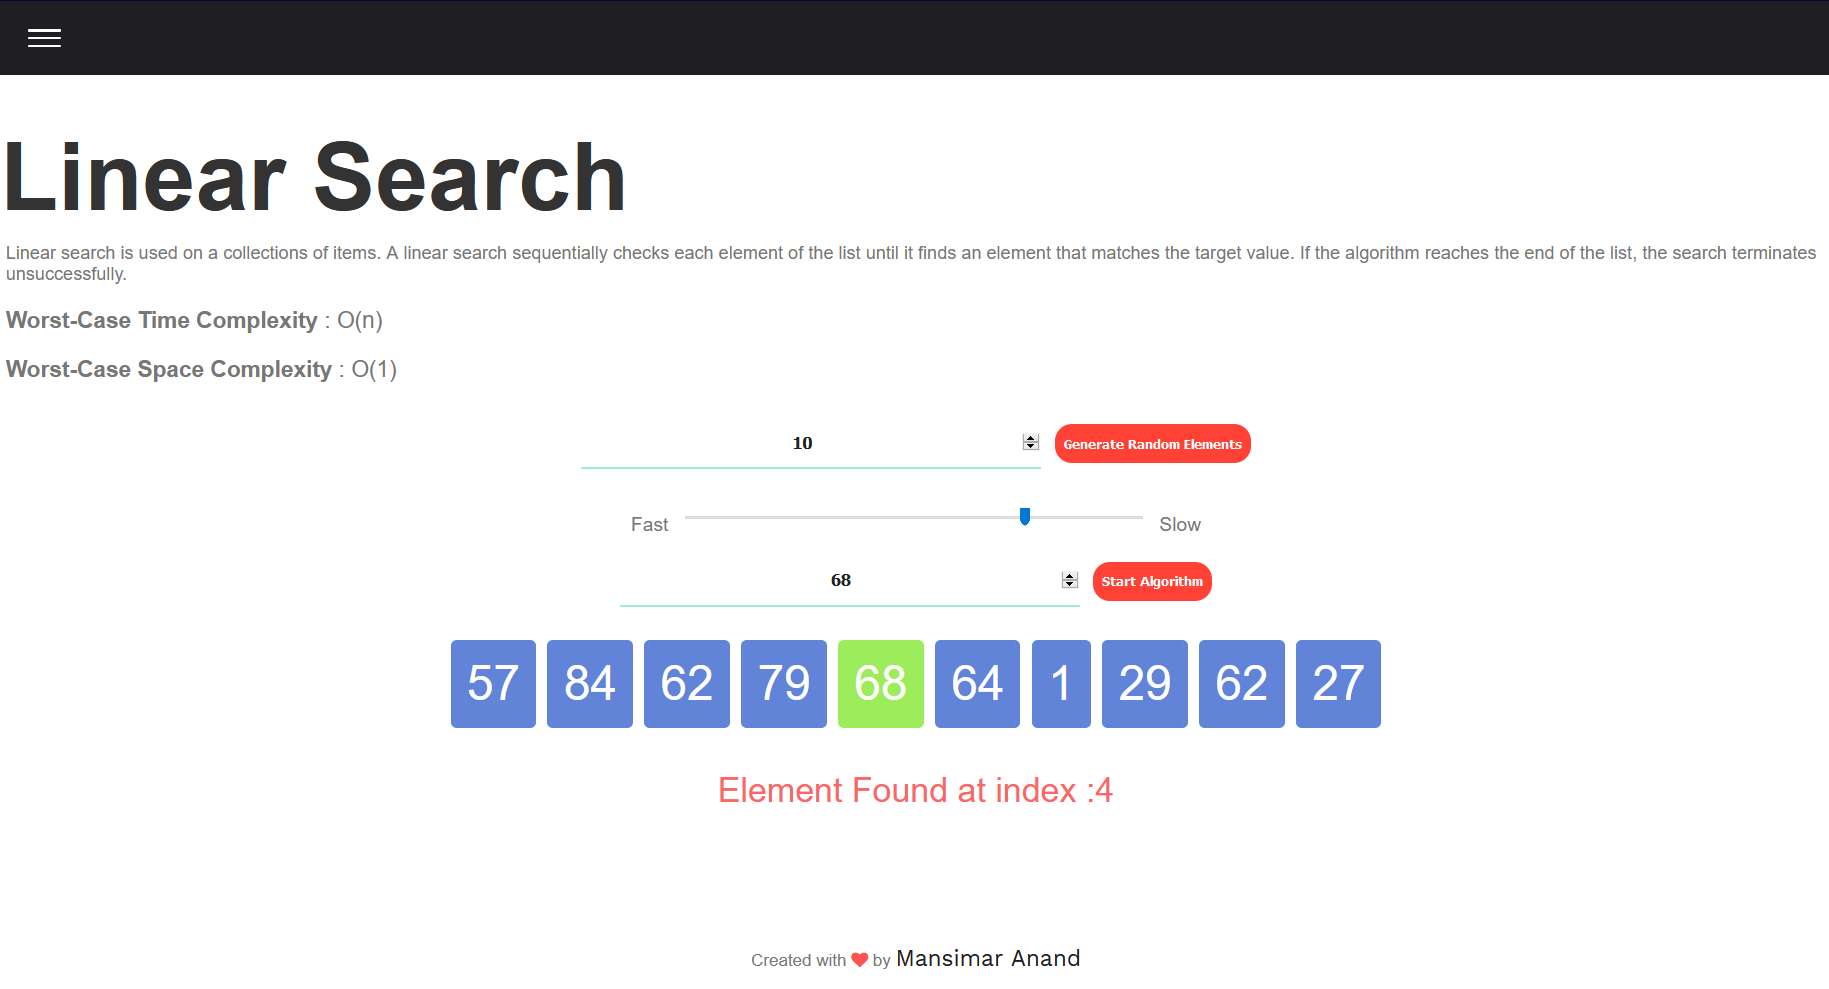 Linear Search
Linear search is used on a collections of items. A linear search sequentially checks each element of the list until it finds an element that matches the target value. If the algorithm reaches the end of the list, the search terminates
unsuccessfully.
Worst-Case Time Complexity : O(n)
Worst-Case Space Complexity : O(1)
10 Generate Random Elements
Fast Slow
68 Start Algorithm
57 84 62 79 68 64 1 29 62 27
Element Found at index :4
Created with ❤ by Mansimar Anand